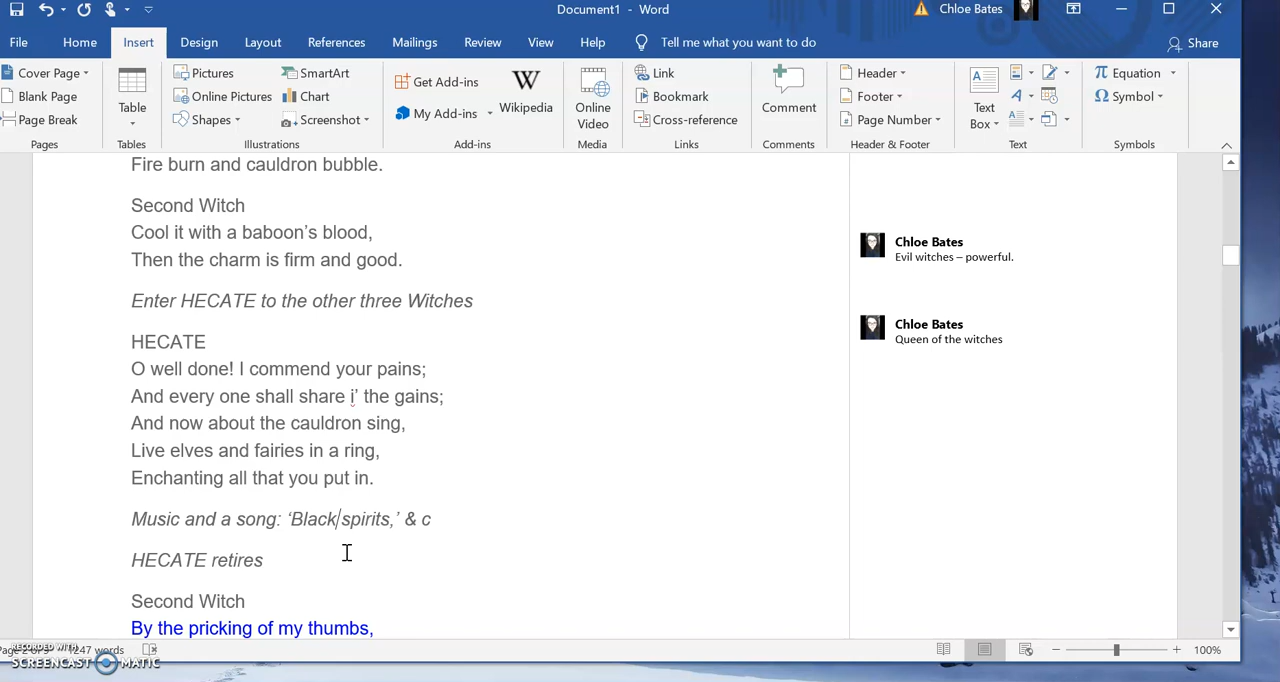 Document1 - Word
Chloe Bates
File Home Insert Design Layout References Mailings Review View Help Tell me what you want to do Share
Cover Page
Blank Page
Page Break
Pages
Table
Tables
Pictures
Online Pictures
Shapes
SmartArt
Chart
Screenshot
Illustrations
Get Add-ins
My Add-ins
Wikipedia
Add-ins
Online
Video
Media
Link
Bookmark
Cross-reference
Links
Comment
Comments
Header
Footer
Page Number
Header & Footer
Text
Box
Text
Equation
Symbol
Symbols
Fire burn and cauldron bubble.
Second Witch
Cool it with a baboon’s blood,
Then the charm is firm and good.
Enter HECATE to the other three Witches
HECATE
O well done! I commend your pains;
And every one shall share i’ the gains;
And now about the cauldron sing,
Live elves and fairies in a ring,
Enchanting all that you put in.
Music and a song: ‘Black spirits,’ & c
HECATE retires
Second Witch
By the pricking of my thumbs,
Chloe Bates
Evil witches – powerful.
Chloe Bates
Queen of the witches
1247 words
100%
RECORDED WITH
SCREENCAST MATIC